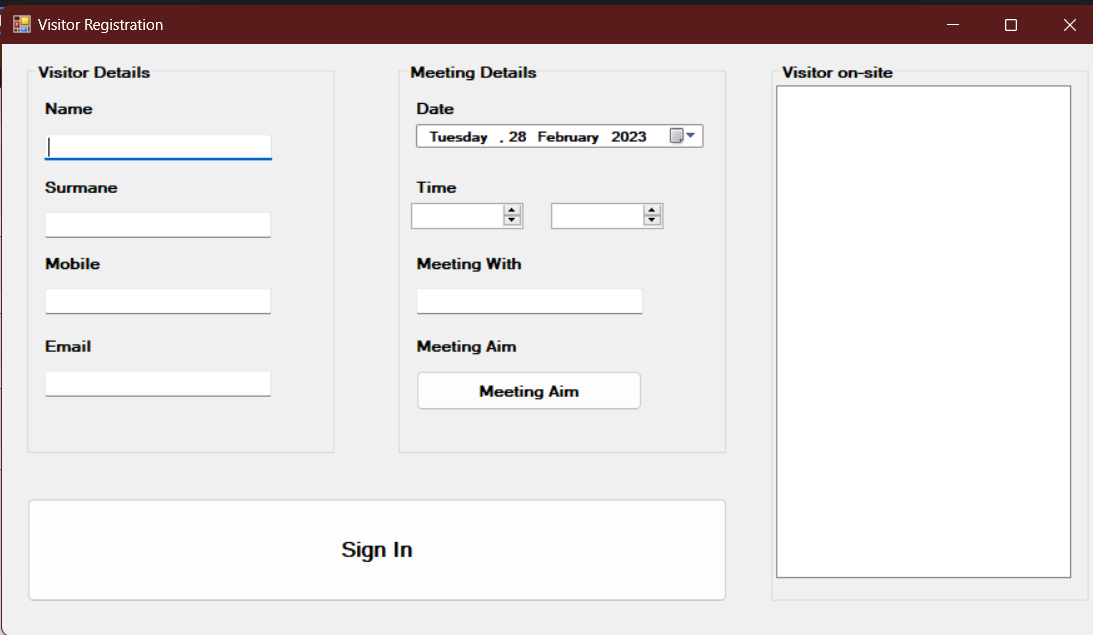 Visitor Registration
Visitor Details
Name
Surmane
Mobile
Email
Meeting Details
Date
Tuesday , 28 February 2023
Time
Meeting With
Meeting Aim
Meeting Aim
Visitor on-site
Sign In